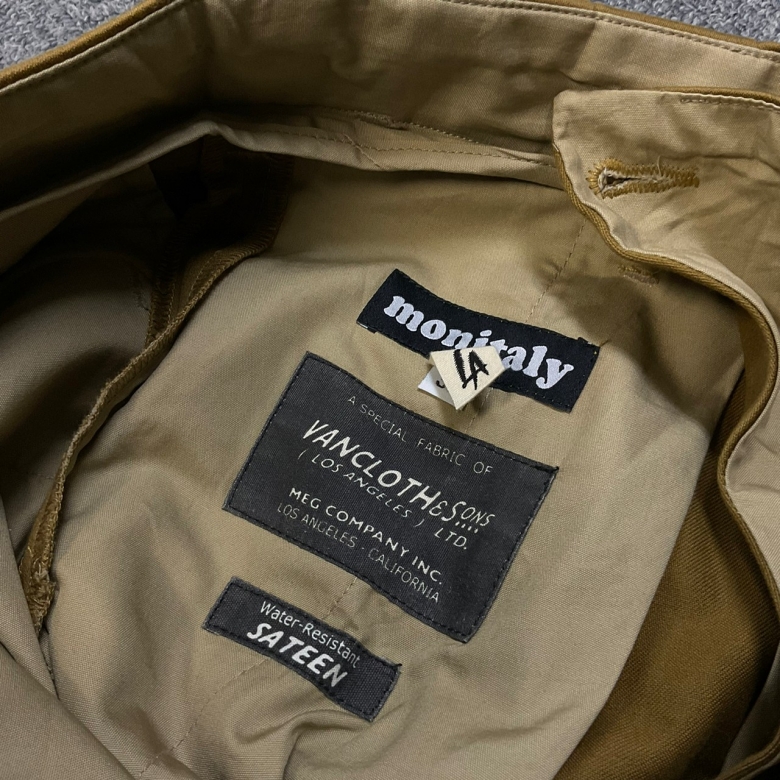 monitaly
LA
A SPECIAL FABRIC OF
VANCLOTH & SONS
( LOS ANGELES ) LTD.
MEG COMPANY INC.
LOS ANGELES · CALIFORNIA
Water-Resistant
SATEEN